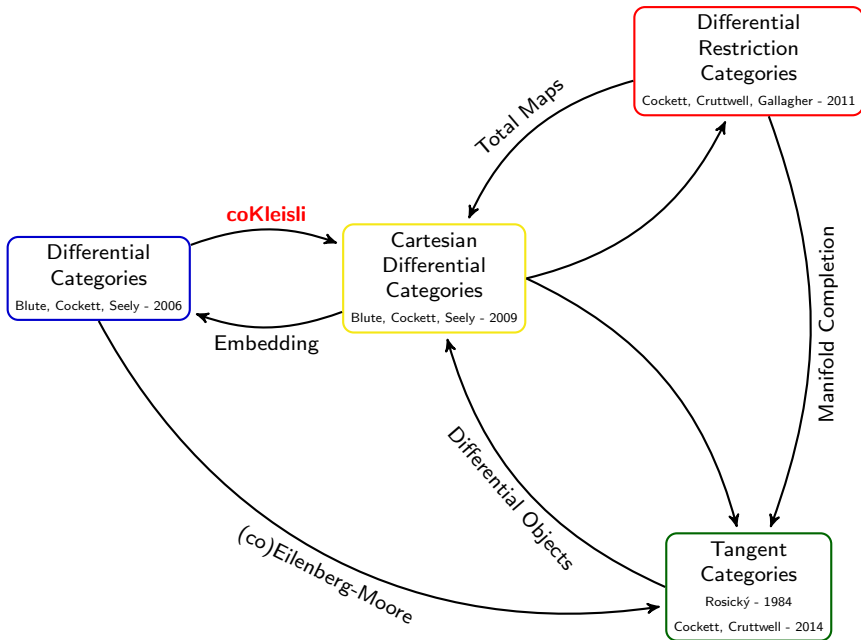 Differential
Restriction
Categories
Cockett, Cruttwell, Gallagher - 2011
Total Maps
coKleisli
Differential
Categories
Blute, Cockett, Seely - 2006
Cartesian
Differential
Categories
Blute, Cockett, Seely - 2009
Embedding
Manifold Completion
Differential Objects
(co)Eilenberg-Moore
Tangent
Categories
Rosický - 1984
Cockett, Cruttwell - 2014